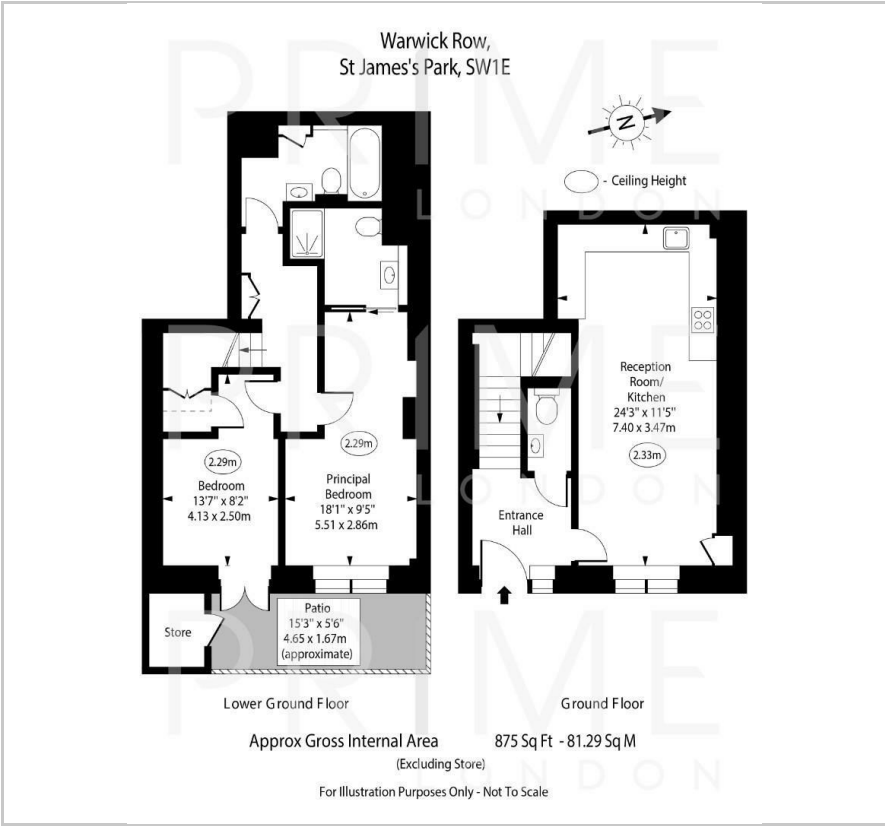 Warwick Row,
St James's Park, SW1E
N
- Ceiling Height
2.29m
Bedroom
13'7" x 8'2"
4.13 x 2.50m
2.29m
Principal
Bedroom
18'1" x 9'5"
5.51 x 2.86m
Reception
Room/
Kitchen
24'3" x 11'5"
7.40 x 3.47m
2.33m
Entrance
Hall
Store
Patio
15'3" x 5'6"
4.65 x 1.67m
(approximate)
Lower Ground Floor
Ground Floor
Approx Gross Internal Area 875 Sq Ft - 81.29 Sq M
(Excluding Store)
For Illustration Purposes Only - Not To Scale
PRIME
LONDON
PRIME
PRIME
LONDON